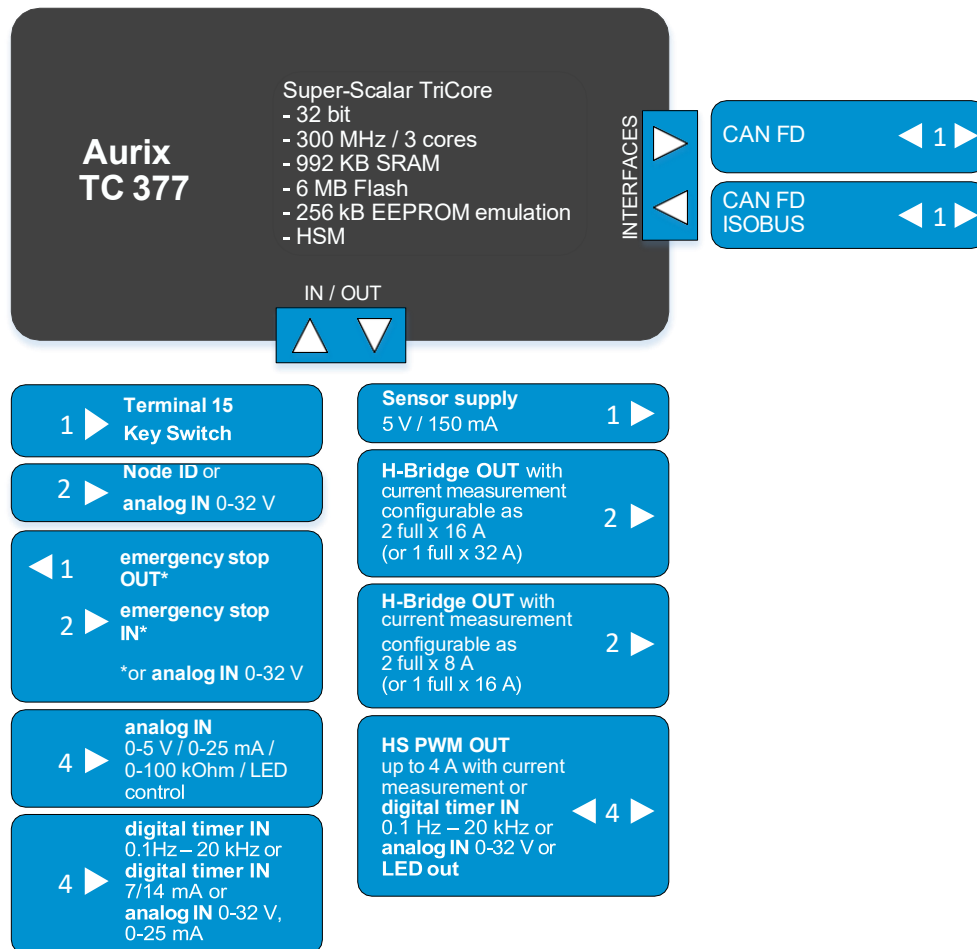 Aurix
TC 377
Super-Scalar TriCore
- 32 bit
- 300 MHz / 3 cores
- 992 KB SRAM
- 6 MB Flash
- 256 kB EEPROM emulation
- HSM
INTERFACES
CAN FD
1
CAN FD
ISOBUS
1
IN / OUT
1
Terminal 15
Key Switch
2
Node ID or
analog IN 0-32 V
1
emergency stop
OUT*
2
emergency stop
IN*
*or analog IN 0-32 V
4
analog IN
0-5 V / 0-25 mA /
0-100 kOhm / LED
control
4
digital timer IN
0.1Hz – 20 kHz or
digital timer IN
7/14 mA or
analog IN 0-32 V,
0-25 mA
Sensor supply
5 V / 150 mA
1
H-Bridge OUT with
current measurement
configurable as
2 full x 16 A
(or 1 full x 32 A)
2
H-Bridge OUT with
current measurement
configurable as
2 full x 8 A
(or 1 full x 16 A)
2
HS PWM OUT
up to 4 A with current
measurement or
digital timer IN
0.1 Hz – 20 kHz or
analog IN 0-32 V or
LED out
4